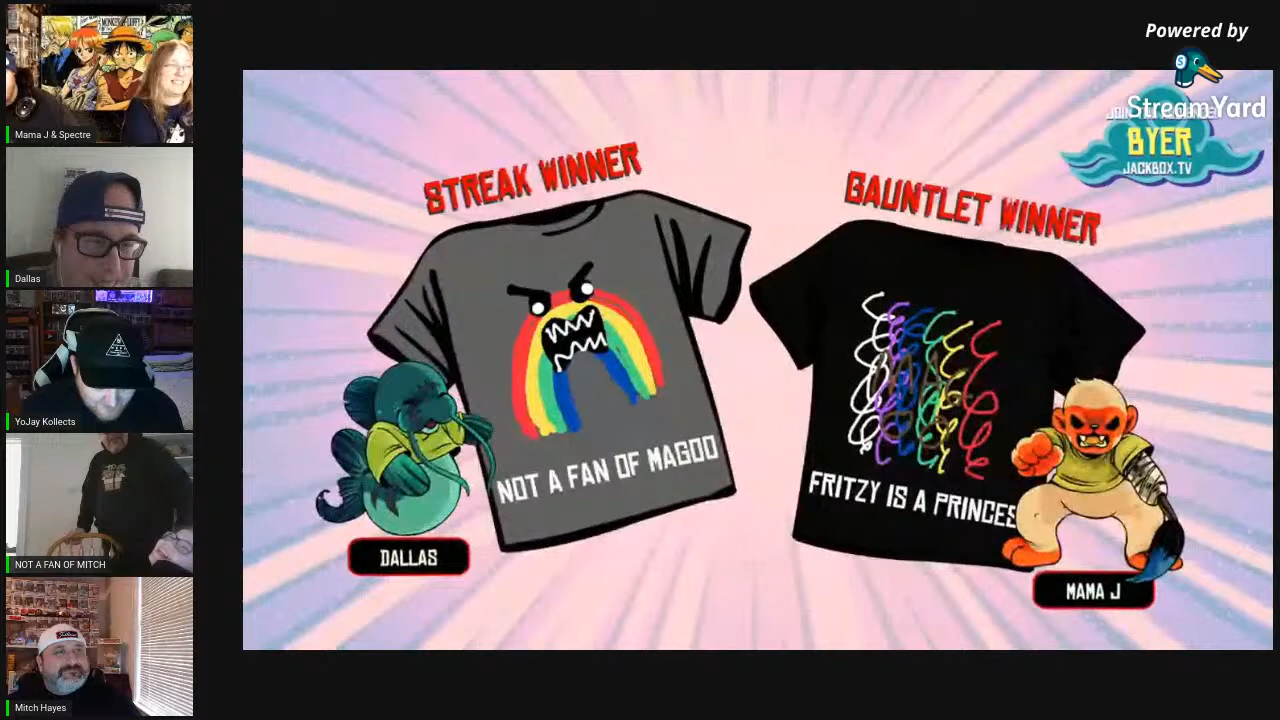 Powered by
StreamYard
BYER
JACKBOX.TV
STREAK WINNER
GAUNTLET WINNER
NOT A FAN OF MAGOO
FRITZY IS A PRINCES
DALLAS
MAMA J
Mama J & Spectre
Dallas
YoJay Kollects
NOT A FAN OF MITCH
Mitch Hayes